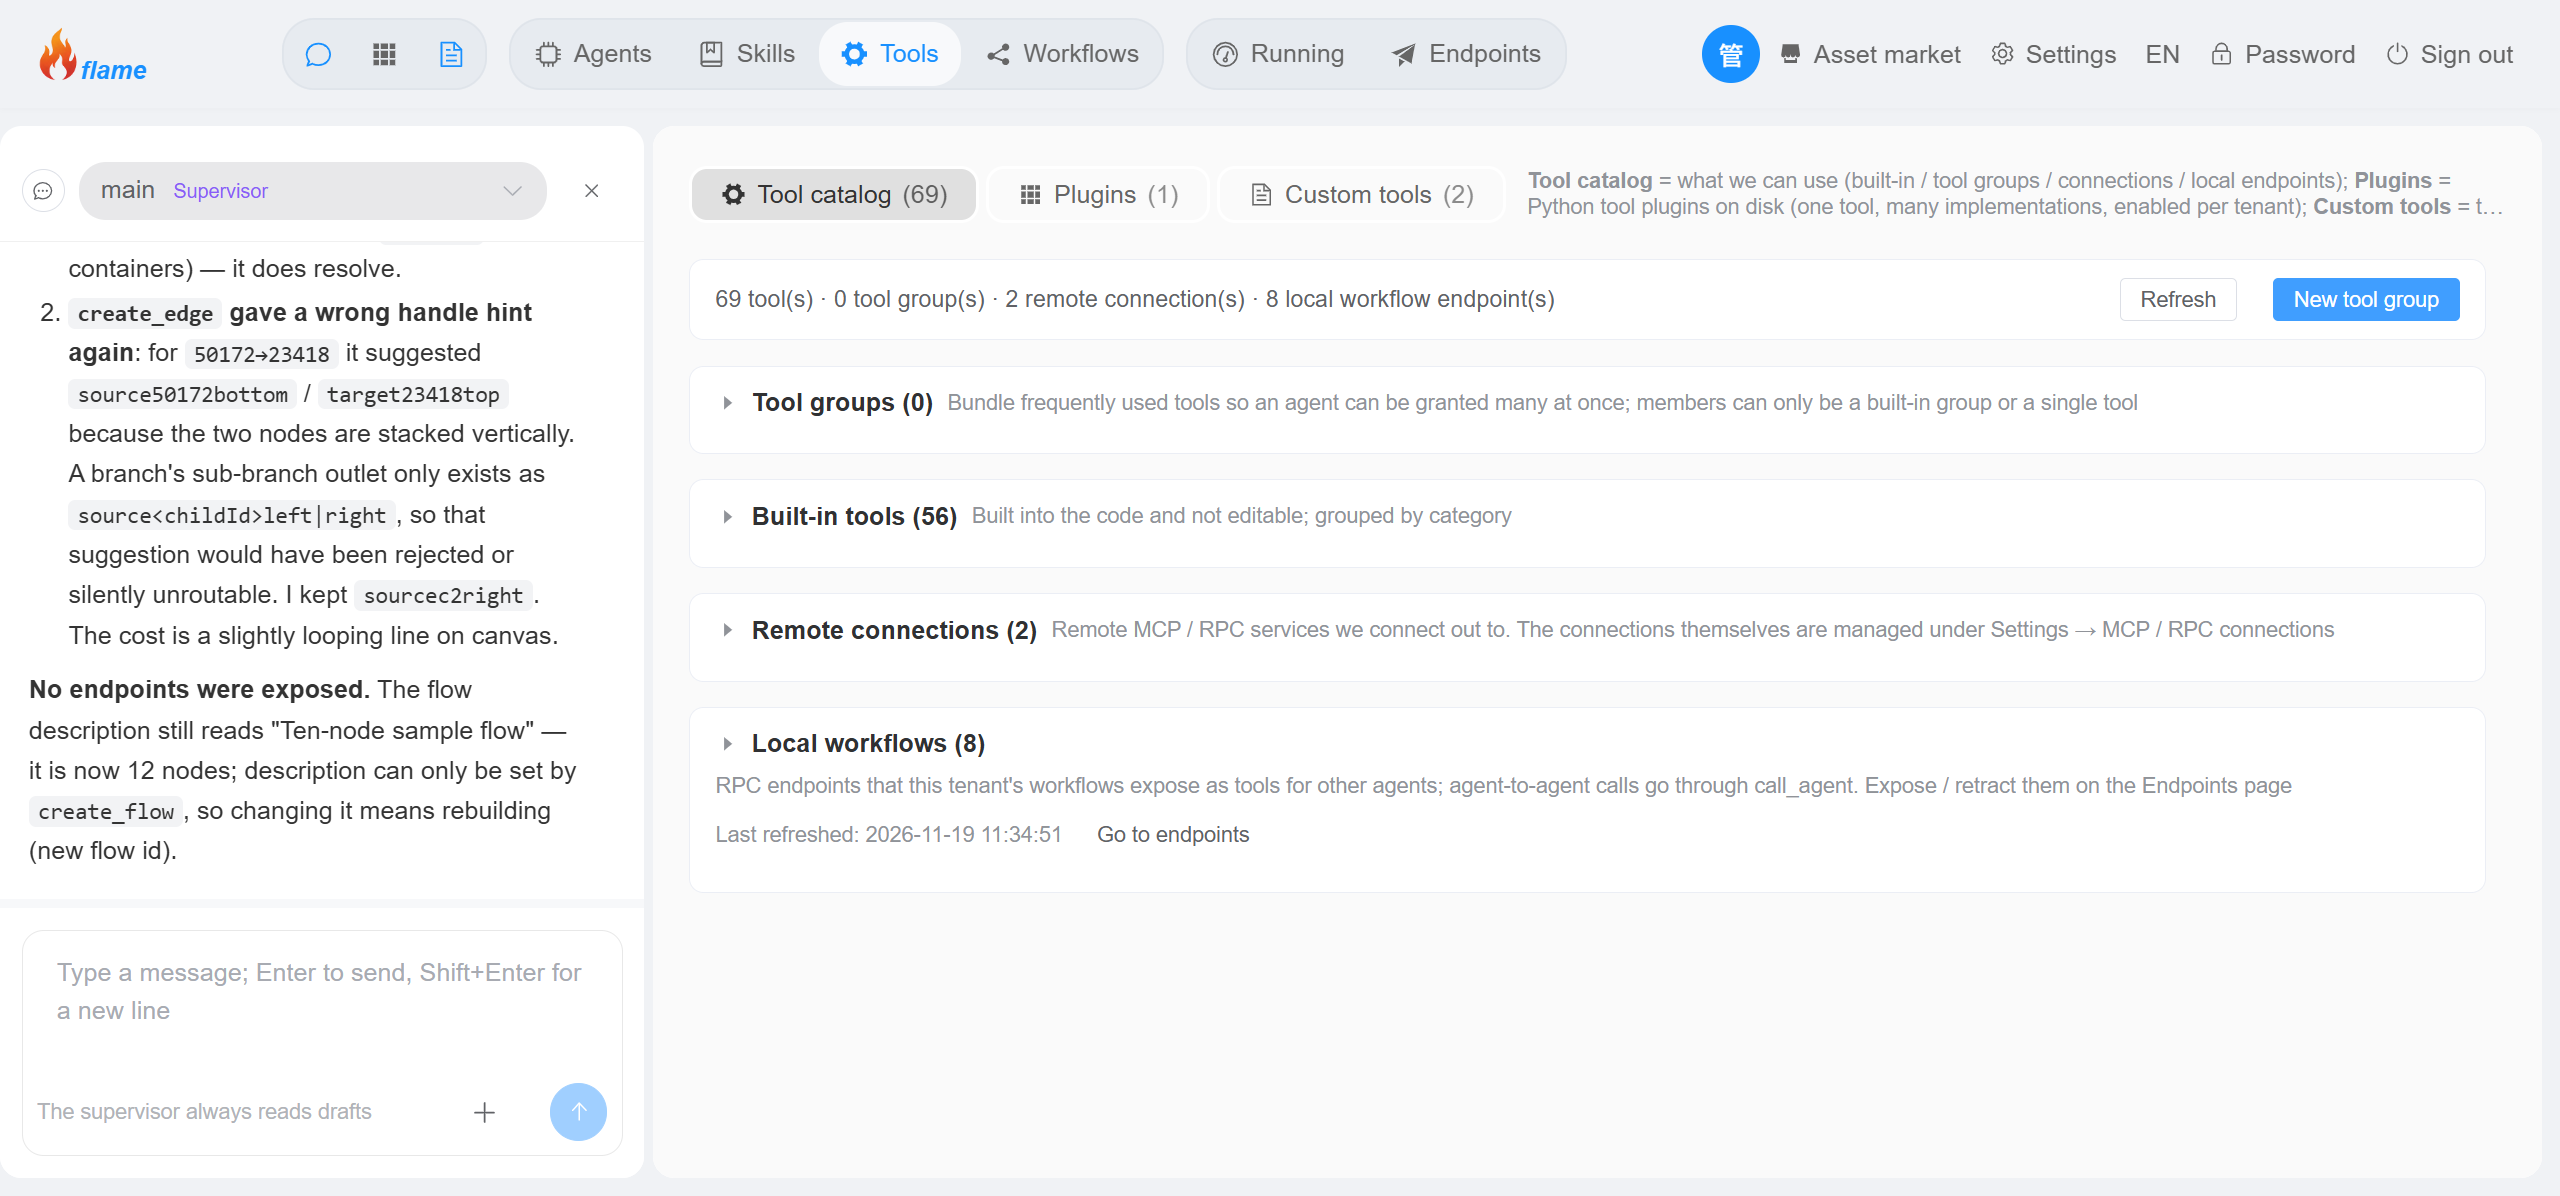 flame
Agents
Skills
Tools
Workflows
Running
Endpoints
管
Asset market
Settings
EN
Password
Sign out
main Supervisor
containers) — it does resolve.
2. create_edge gave a wrong handle hint
again: for 50172→23418 it suggested
source50172bottom / target23418top
because the two nodes are stacked vertically.
A branch's sub-branch outlet only exists as
source<childId>left|right, so that
suggestion would have been rejected or
silently unroutable. I kept sourcec2right.
The cost is a slightly looping line on canvas.
No endpoints were exposed. The flow
description still reads "Ten-node sample flow" —
it is now 12 nodes; description can only be set by
create_flow, so changing it means rebuilding
(new flow id).
Type a message; Enter to send, Shift+Enter for
a new line
The supervisor always reads drafts
Tool catalog (69)
Plugins (1)
Custom tools (2)
Tool catalog = what we can use (built-in / tool groups / connections / local endpoints); Plugins =
Python tool plugins on disk (one tool, many implementations, enabled per tenant); Custom tools = t…
69 tool(s) · 0 tool group(s) · 2 remote connection(s) · 8 local workflow endpoint(s)
Refresh
New tool group
Tool groups (0) Bundle frequently used tools so an agent can be granted many at once; members can only be a built-in group or a single tool
Built-in tools (56) Built into the code and not editable; grouped by category
Remote connections (2) Remote MCP / RPC services we connect out to. The connections themselves are managed under Settings → MCP / RPC connections
Local workflows (8)
RPC endpoints that this tenant's workflows expose as tools for other agents; agent-to-agent calls go through call_agent. Expose / retract them on the Endpoints page
Last refreshed: 2026-11-19 11:34:51 Go to endpoints